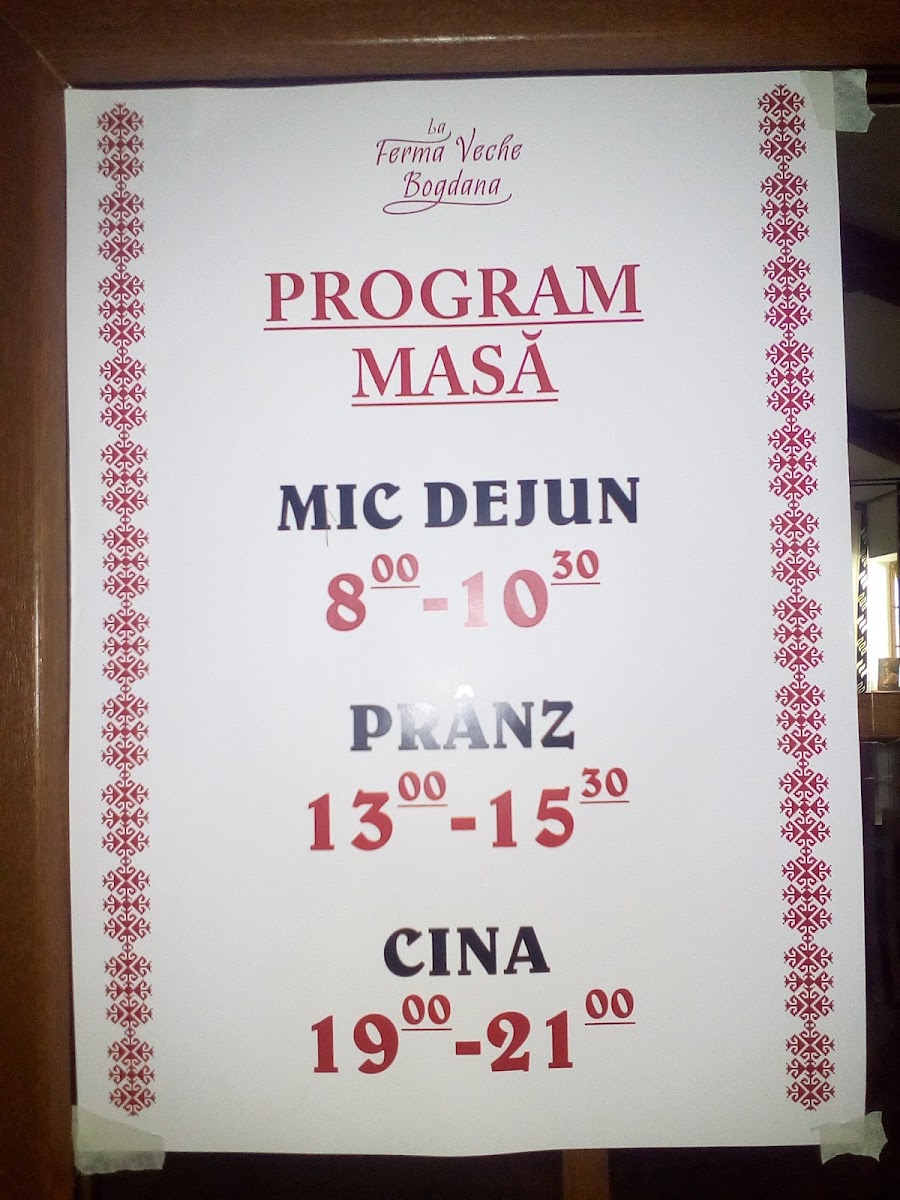 La
Ferma Veche
Bogdana
PROGRAM
MASĂ
MIC DEJUN
8⁰⁰-10³⁰
PRÂNZ
13⁰⁰-15³⁰
CINA
19⁰⁰-21⁰⁰